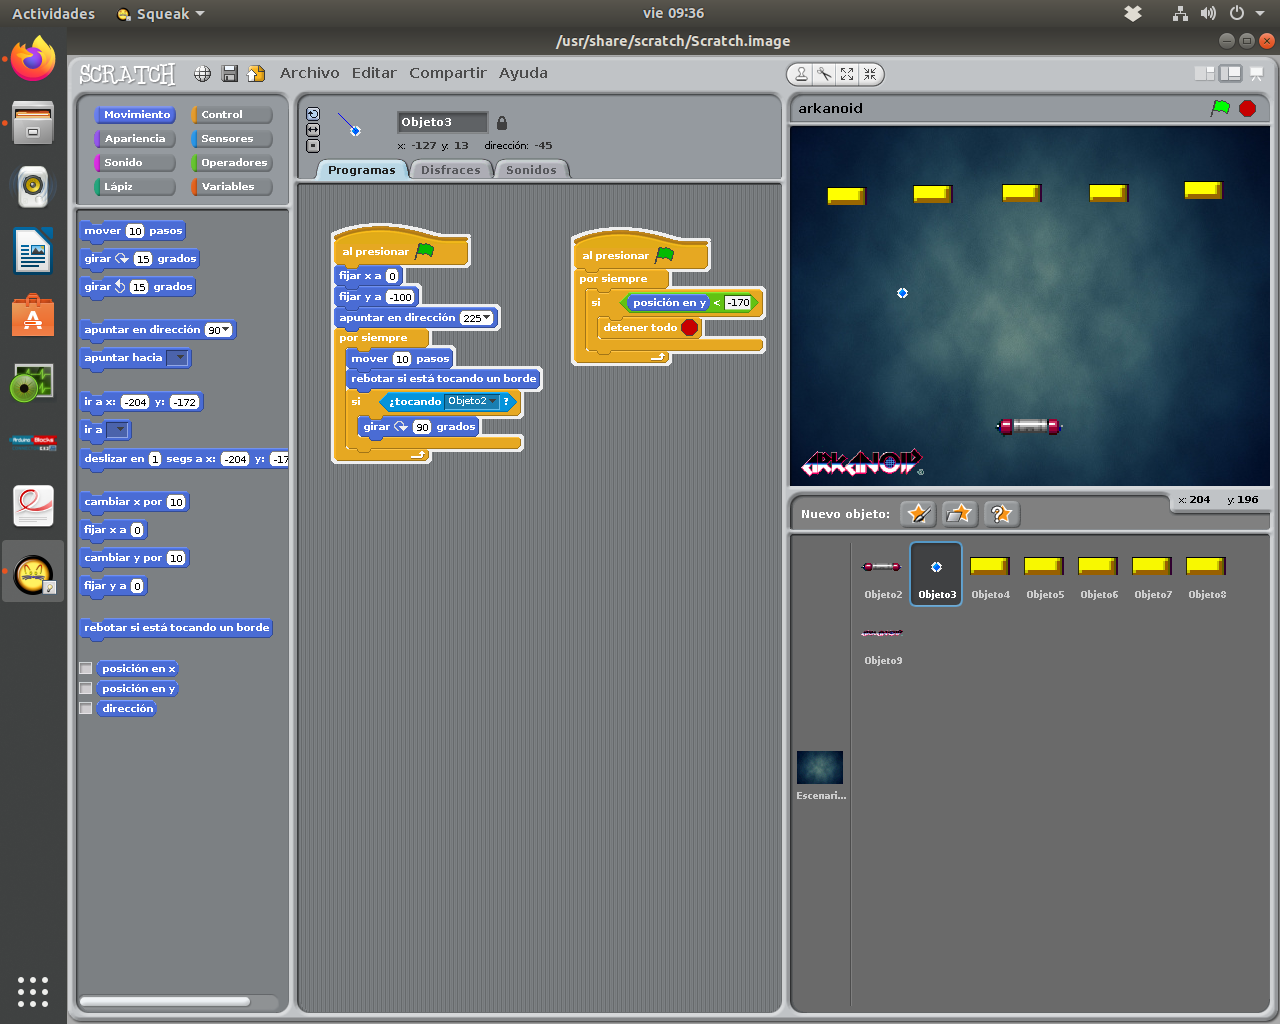 Actividades
Squeak
vie 09:36
/usr/share/scratch/Scratch.image
SCRATCH
Archivo Editar Compartir Ayuda
Movimiento
Control
Apariencia
Sensores
Sonido
Operadores
Lápiz
Variables
mover 10 pasos
girar 15 grados
girar 15 grados
apuntar en dirección 90
apuntar hacia
ir a x: -204 y: -172
ir a
deslizar en 1 segs a x: -204 y: -17
cambiar x por 10
fijar x a 0
cambiar y por 10
fijar y a 0
rebotar si está tocando un borde
posición en x
posición en y
dirección
Objeto3
x: -127 y: 13 dirección: -45
Programas
Disfraces
Sonidos
al presionar
fijar x a 0
fijar y a -100
apuntar en dirección 225
por siempre
mover 10 pasos
rebotar si está tocando un borde
si ¿tocando Objeto2 ?
girar 90 grados
al presionar
por siempre
si posición en y < -170
detener todo
arkanoid
ARKANOID
x: 204 y: 196
Nuevo objeto:
Objeto2
Objeto3
Objeto4
Objeto5
Objeto6
Objeto7
Objeto8
Objeto9
Escenari...